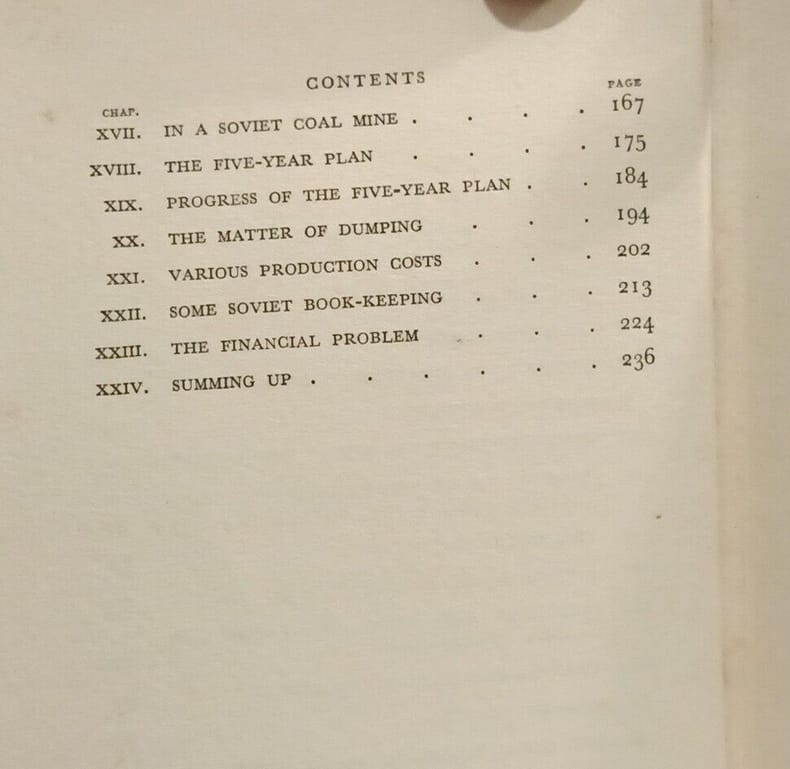 CONTENTS
CHAP. PAGE
XVII. IN A SOVIET COAL MINE . . . . 167
XVIII. THE FIVE-YEAR PLAN . . . . 175
XIX. PROGRESS OF THE FIVE-YEAR PLAN . . 184
XX. THE MATTER OF DUMPING . . . 194
XXI. VARIOUS PRODUCTION COSTS . . . 202
XXII. SOME SOVIET BOOK-KEEPING . . . 213
XXIII. THE FINANCIAL PROBLEM . . . 224
XXIV. SUMMING UP . . . . . . 236